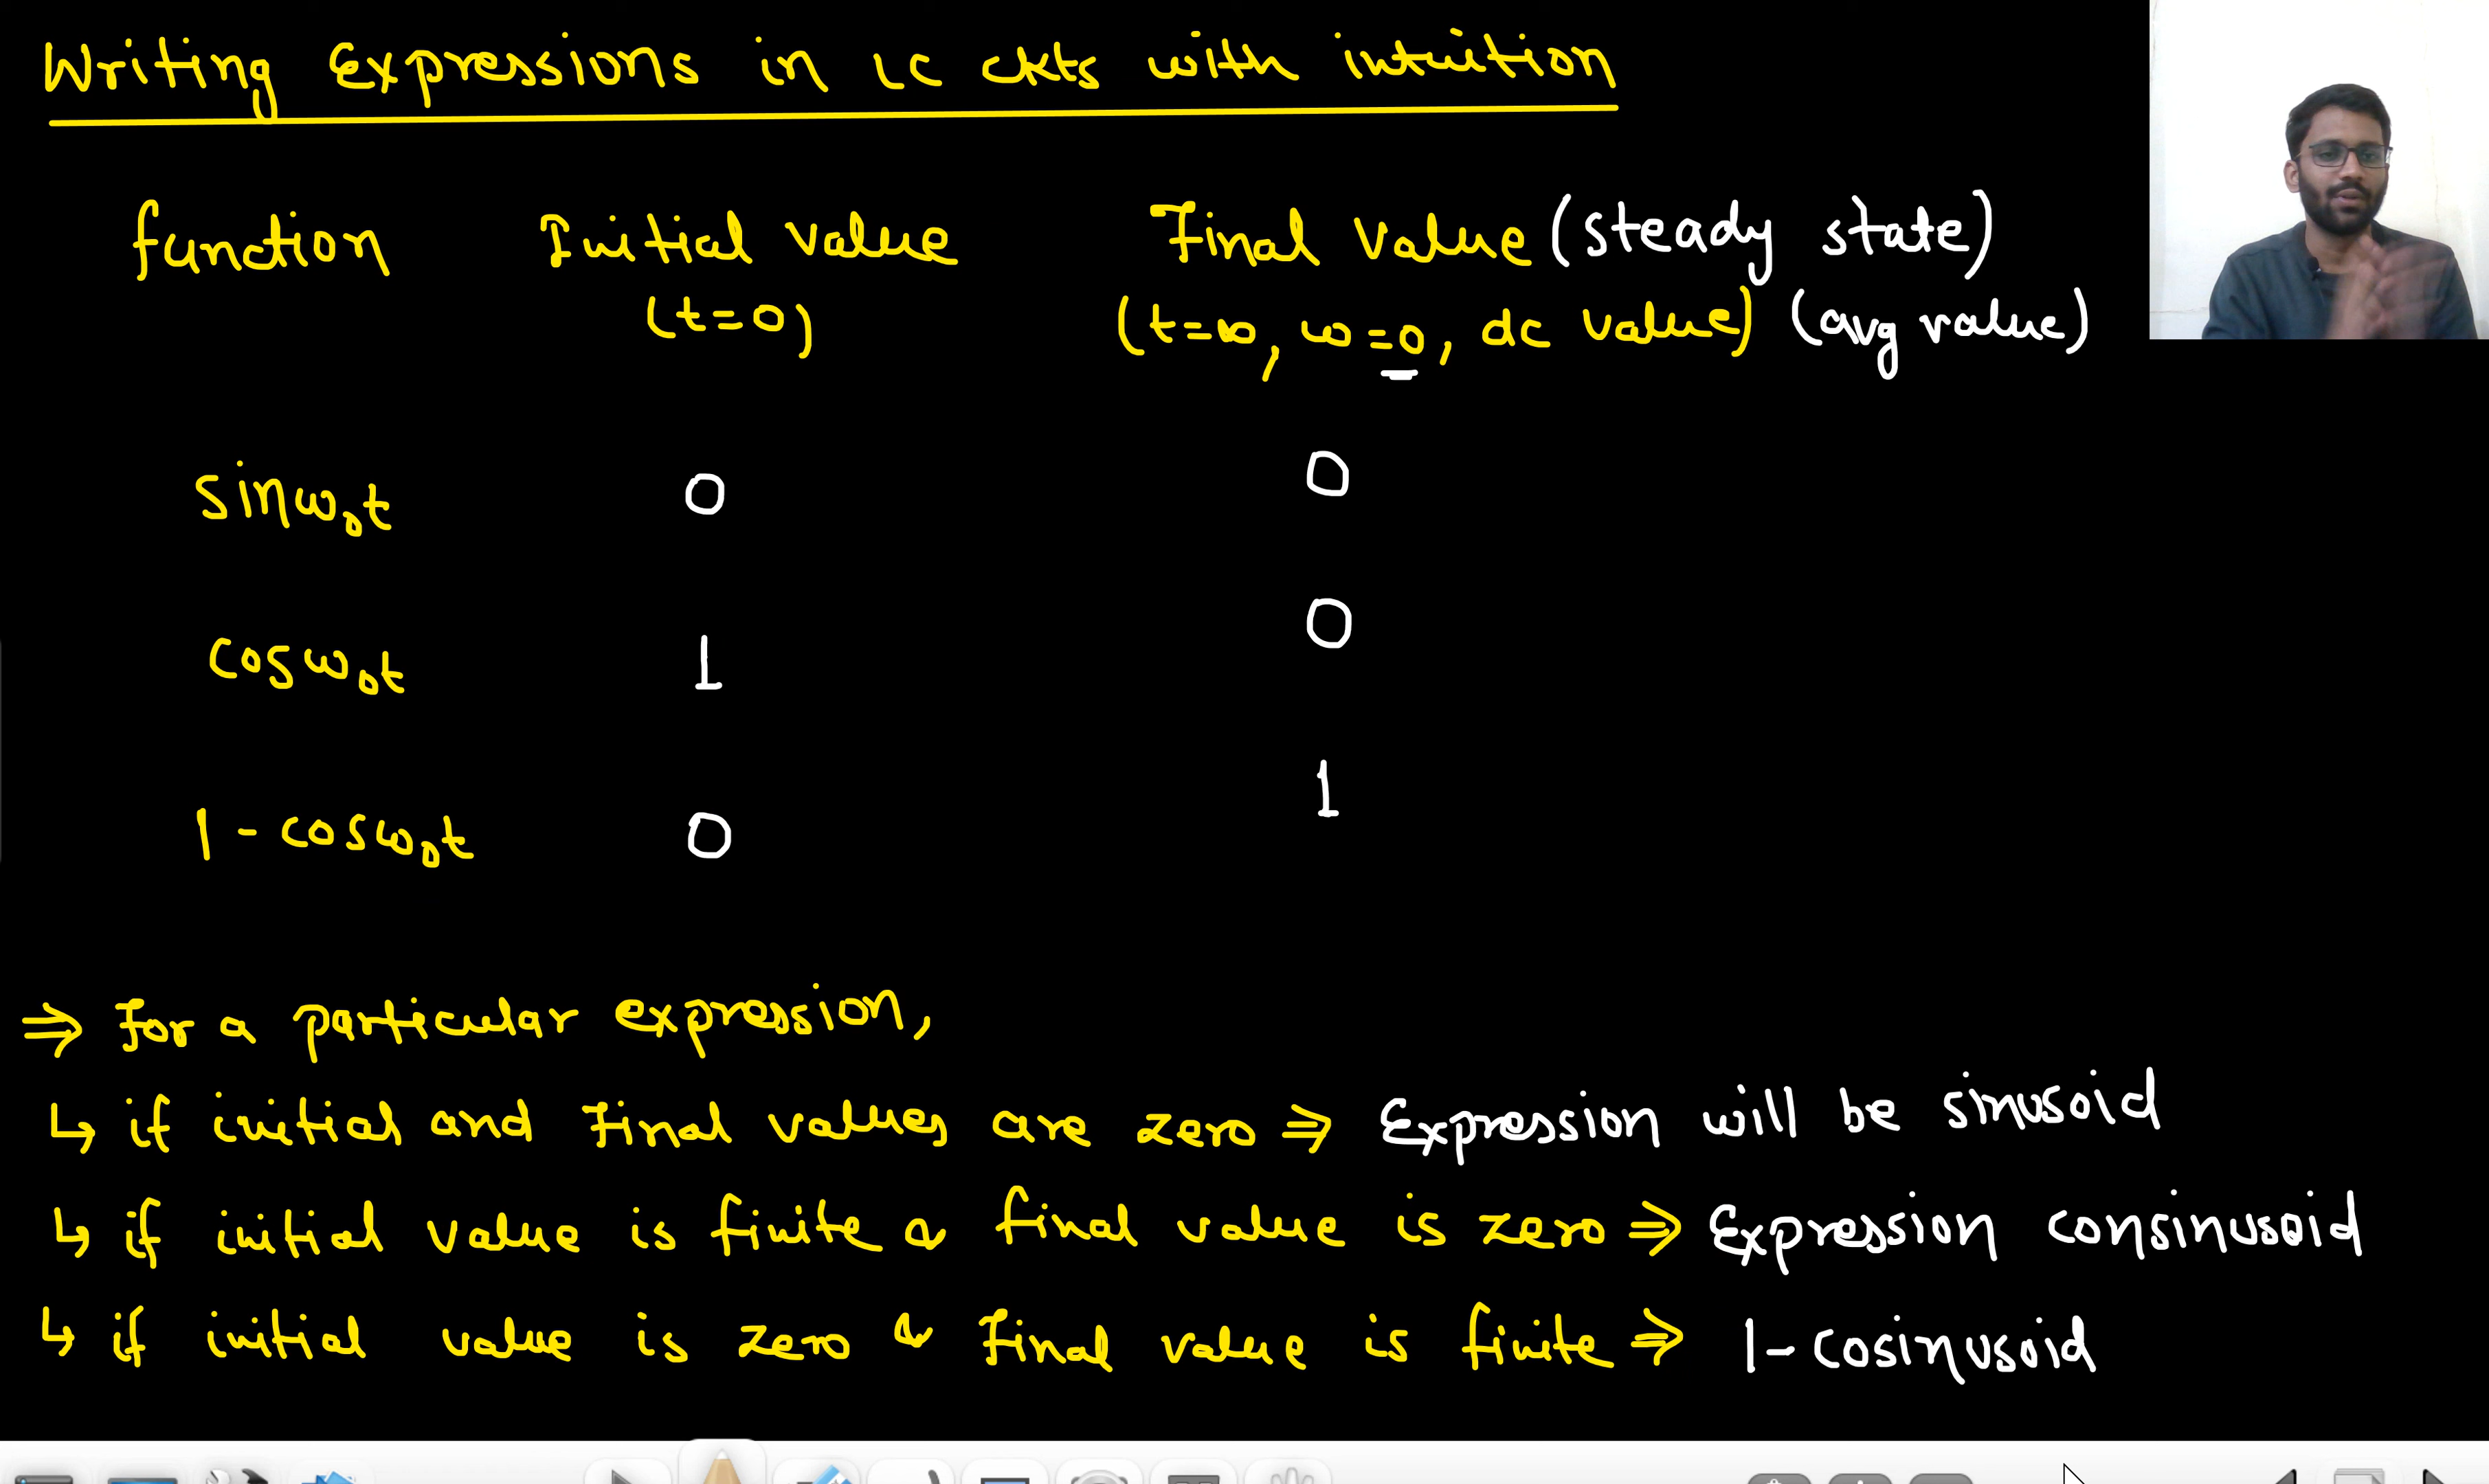 Writing Expressions in LC ckts with intuition
function Initial value Final Value (steady state)
(t=0) (t=∞, ω=0, dc value) (avg value)
sinω₀t 0 0
cosω₀t 1 0
1-cosω₀t 0 1
⇒ For a particular expression,
↳ if initial and Final values are zero ⇒ Expression will be sinusoid
↳ if initial value is finite & final value is zero ⇒ Expression consinusoid
↳ if initial value is zero & Final value is finite ⇒ 1-cosinusoid